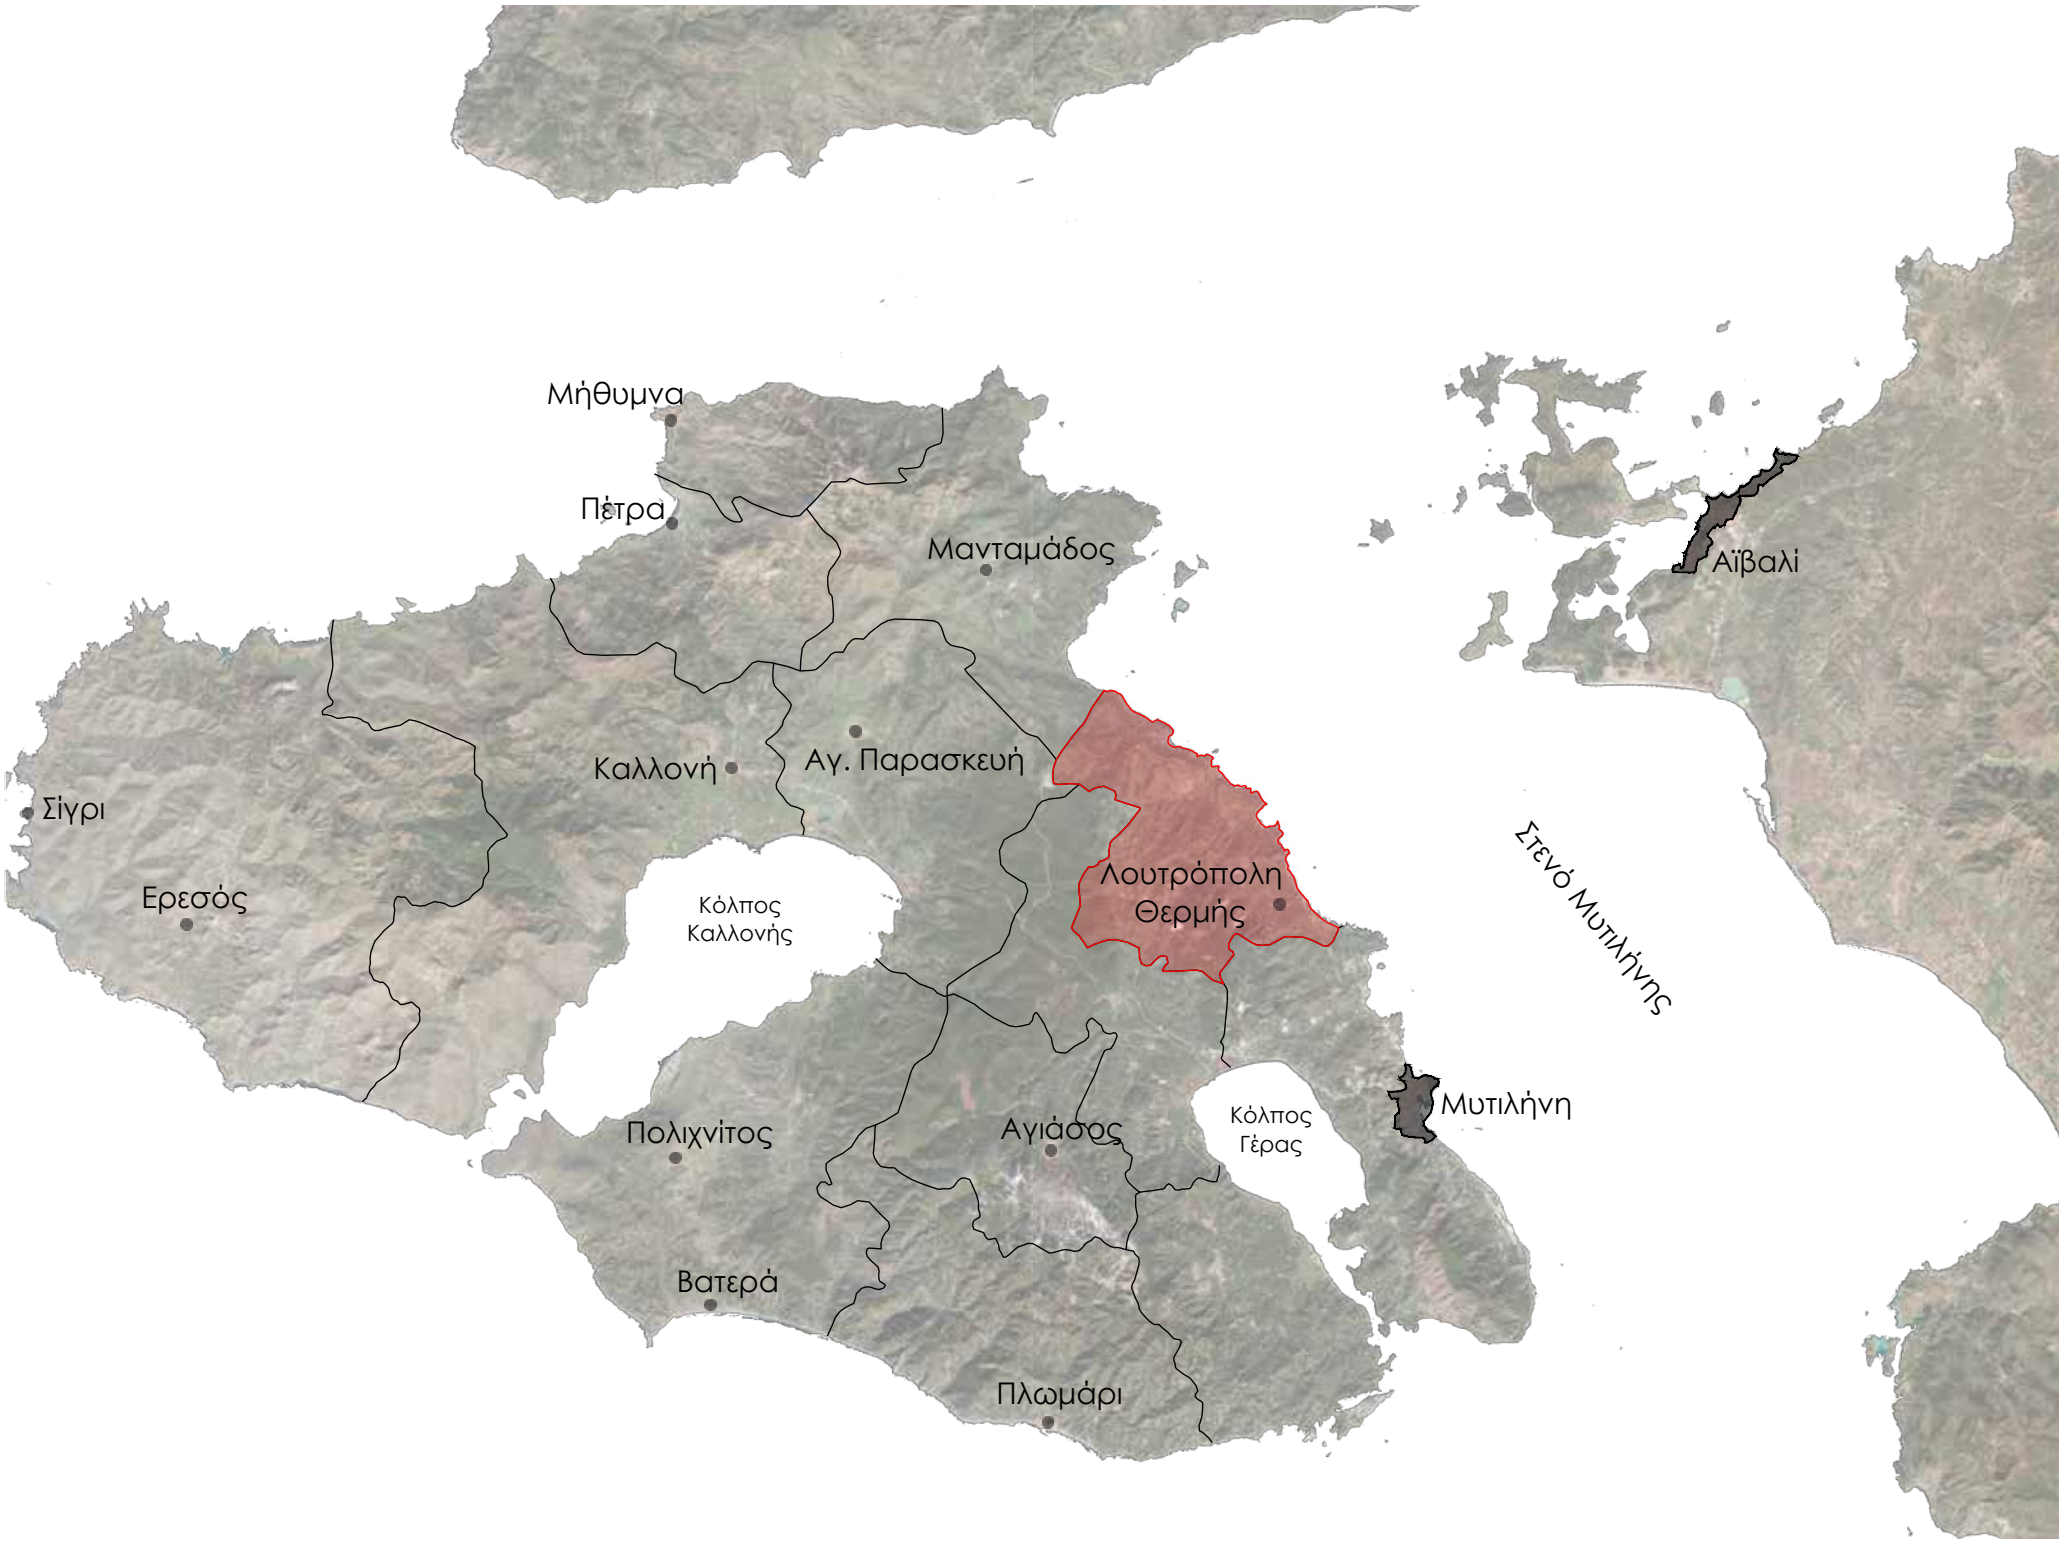 Μήθυμνα
Πέτρα
Μανταμάδος
Αϊβαλί
Καλλονή
Αγ. Παρασκευή
Σίγρι
Ερεσός
Κόλπος
Καλλονής
Λουτρόπολη
Θερμής
Στενό Μυτιλήνης
Πολιχνίτος
Αγιάσος
Κόλπος
Γέρας
Μυτιλήνη
Βατερά
Πλωμάρι